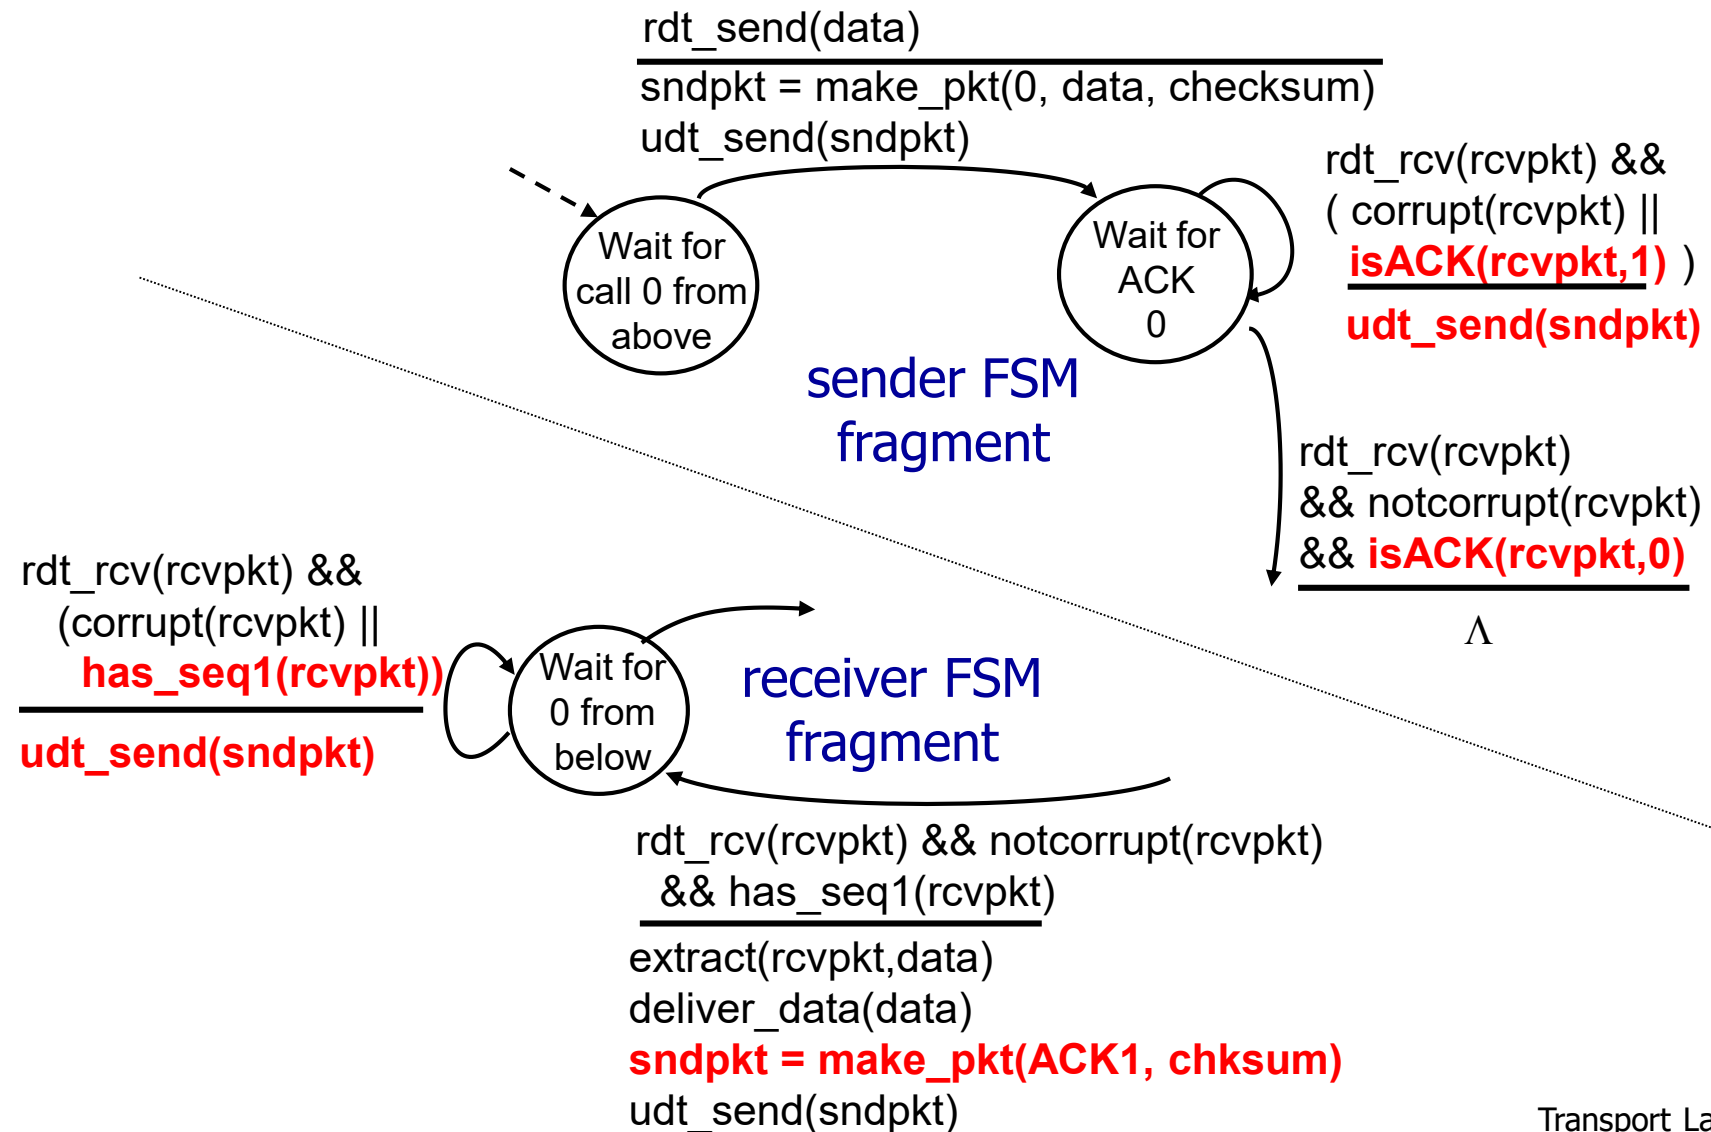 rdt_send(data)
sndpkt = make_pkt(0, data, checksum)
udt_send(sndpkt)
Wait for
call 0 from
above
Wait for
ACK
0
rdt_rcv(rcvpkt) &&
( corrupt(rcvpkt) ||
isACK(rcvpkt,1) )
udt_send(sndpkt)
sender FSM
fragment
rdt_rcv(rcvpkt)
&& notcorrupt(rcvpkt)
&& isACK(rcvpkt,0)
Λ
rdt_rcv(rcvpkt) &&
(corrupt(rcvpkt) ||
has_seq1(rcvpkt))
udt_send(sndpkt)
Wait for
0 from
below
receiver FSM
fragment
rdt_rcv(rcvpkt) && notcorrupt(rcvpkt)
&& has_seq1(rcvpkt)
extract(rcvpkt,data)
deliver_data(data)
sndpkt = make_pkt(ACK1, chksum)
udt_send(sndpkt)
Transport La